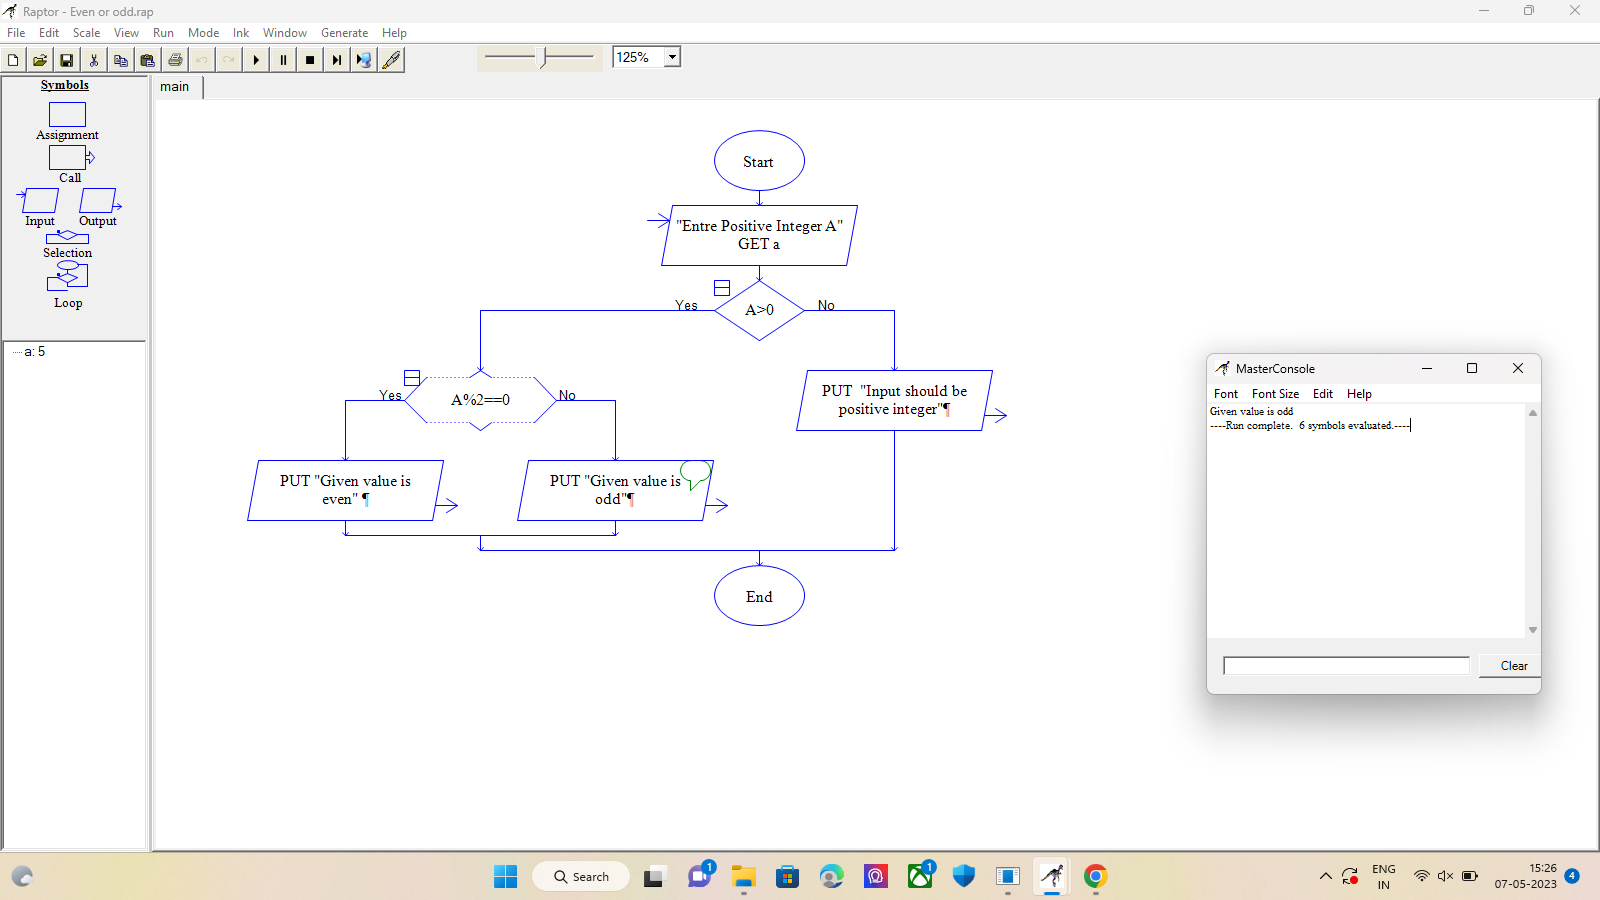 Raptor - Even or odd.rap
File Edit Scale View Run Mode Ink Window Generate Help
125%
Symbols
main
Assignment
Call
Input Output
Selection
Loop
a: 5
Start
"Entre Positive Integer A"
GET a
Yes A>0 No
Yes A%2==0 No
PUT "Input should be
positive integer"¶
PUT "Given value is
even" ¶
PUT "Given value is
odd"¶
End
MasterConsole
Font Font Size Edit Help
Given value is odd
----Run complete.  6 symbols evaluated.----
Clear
Search
1
1
ENG
IN
15:26
07-05-2023
4